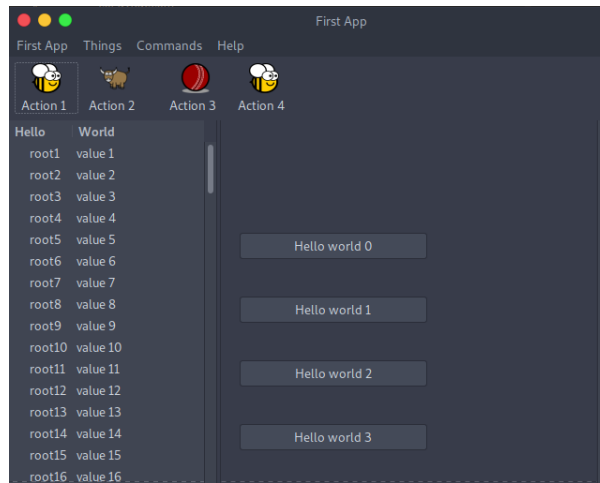 First App
First App Things Commands Help
Action 1 Action 2 Action 3 Action 4
Hello World
root1 value 1
root2 value 2
root3 value 3
root4 value 4
root5 value 5
root6 value 6
root7 value 7
root8 value 8
root9 value 9
root10 value 10
root11 value 11
root12 value 12
root13 value 13
root14 value 14
root15 value 15
root16 value 16
Hello world 0
Hello world 1
Hello world 2
Hello world 3